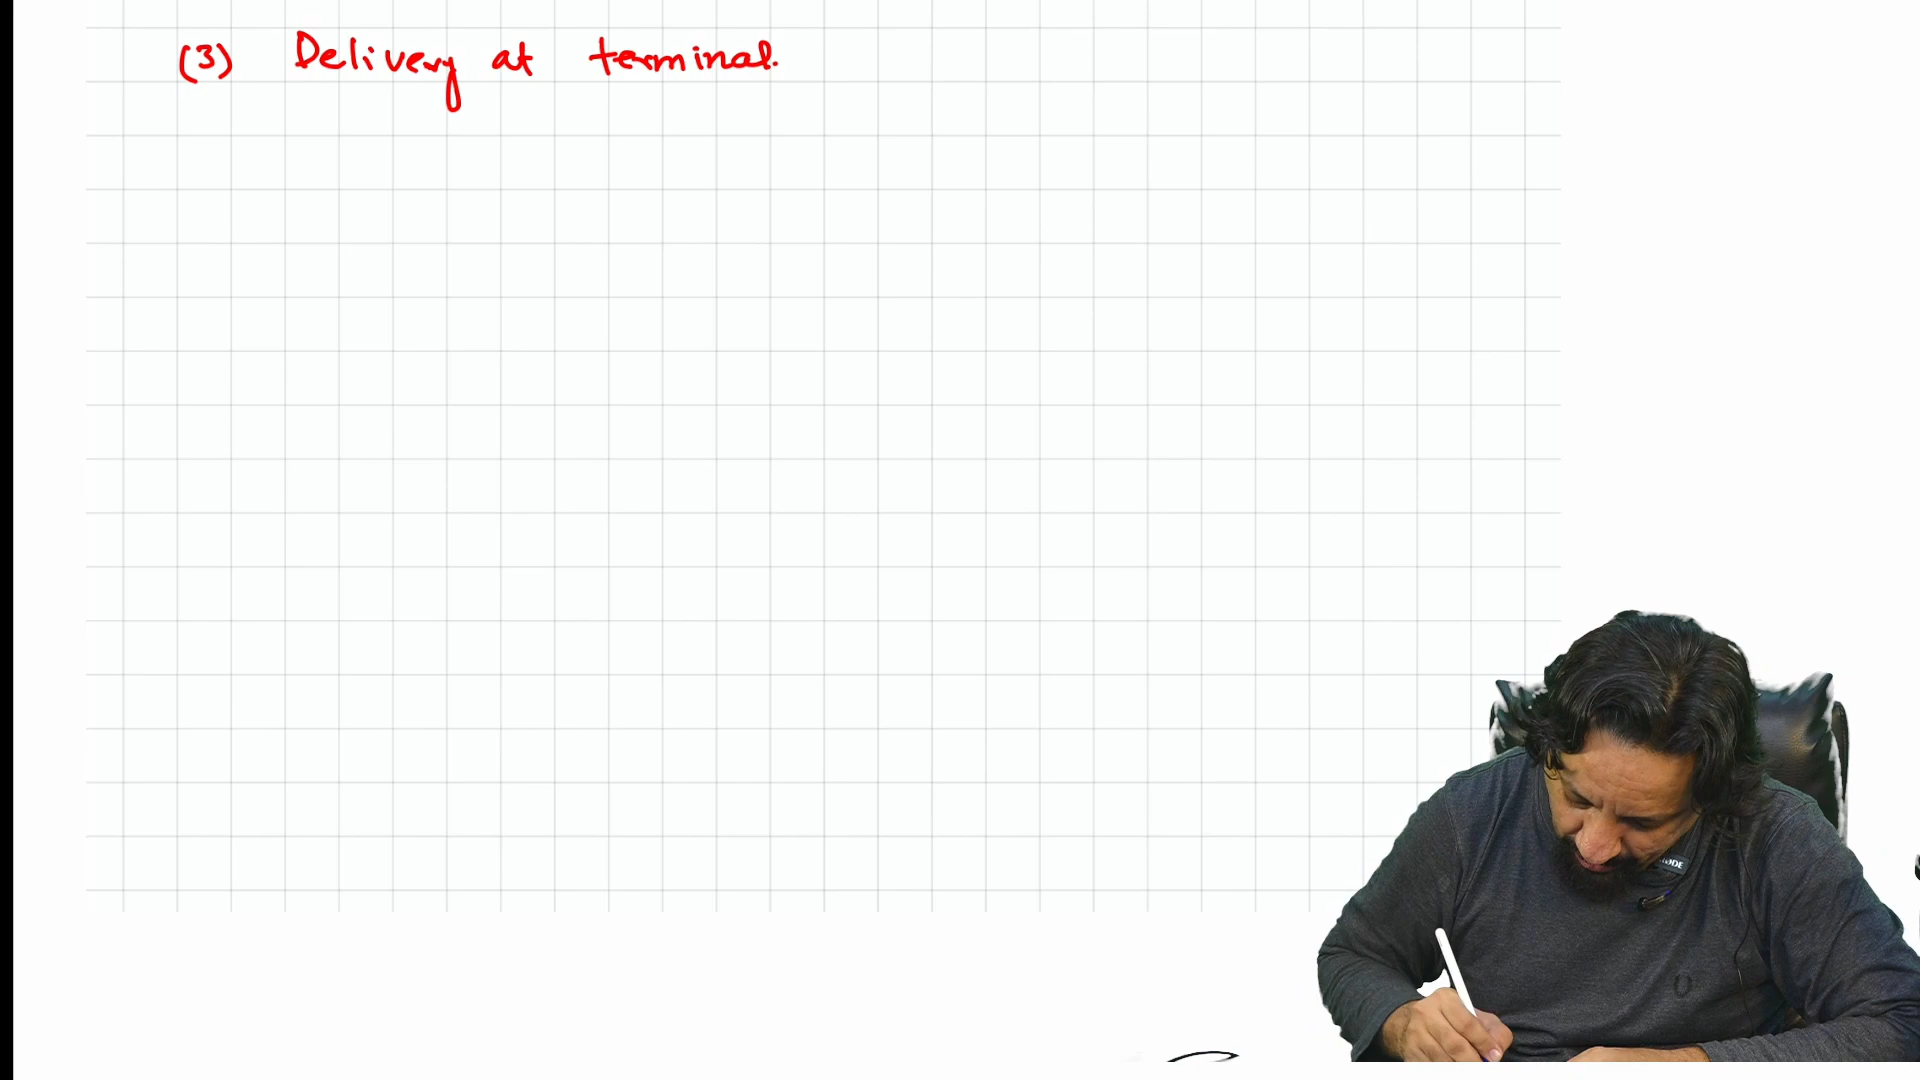 (3) Delivery at terminal.